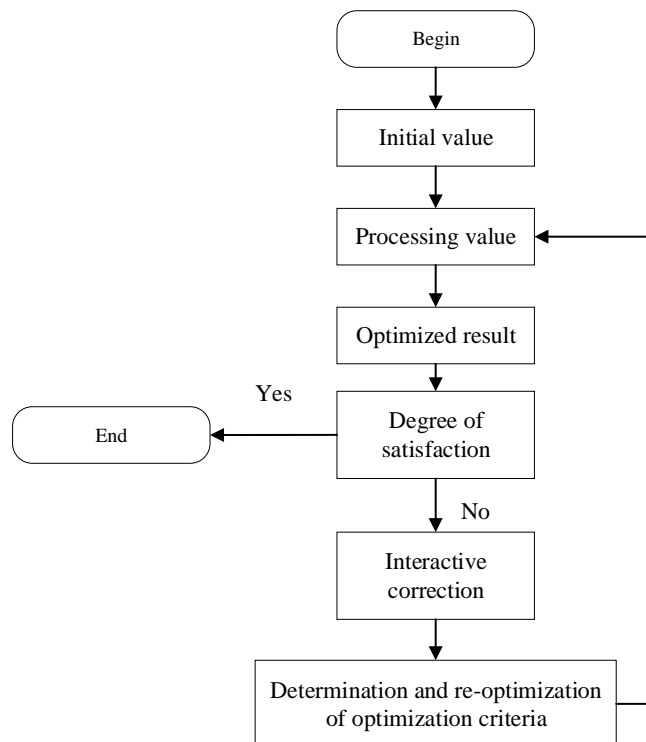 Begin
Initial value
Processing value
Optimized result
Yes
End
Degree of
satisfaction
No
Interactive
correction
Determination and re-optimization
of optimization criteria